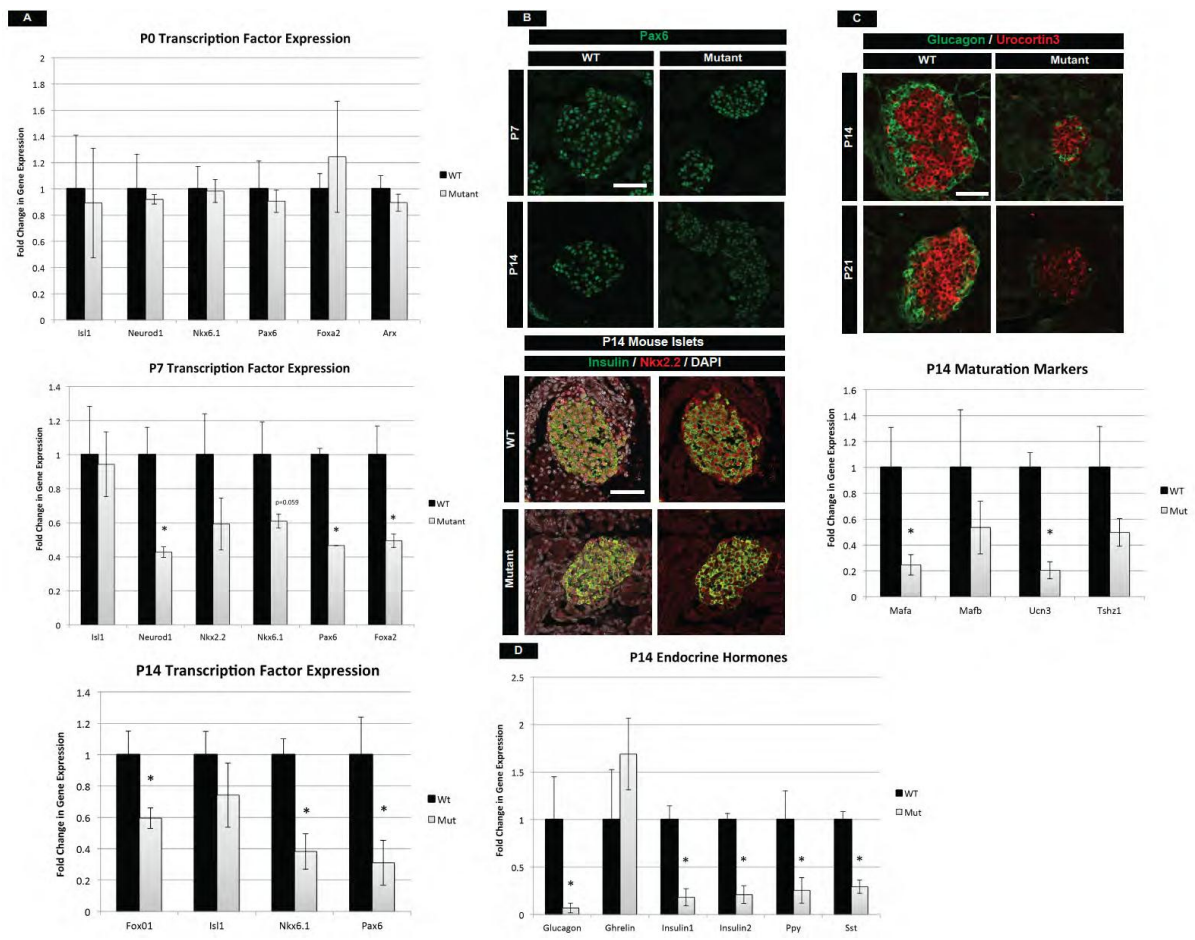 A
P0 Transcription Factor Expression
Fold Change in Gene Expression
2
1.8
1.6
1.4
1.2
1
0.8
0.6
0.4
0.2
0
Isl1 Neurod1 Nkx6.1 Pax6 Foxa2 Arx
WT
Mutant
P7 Transcription Factor Expression
Fold Change in Gene Expression
1.4
1.2
1
0.8
0.6
0.4
0.2
0
p=0.059
* * *
Isl1 Neurod1 Nkx2.2 Nkx6.1 Pax6 Foxa2
WT
Mutant
P14 Transcription Factor Expression
Fold Change in Gene Expression
1.4
1.2
1
0.8
0.6
0.4
0.2
0
* * *
Fox01 Isl1 Nkx6.1 Pax6
Wt
Mut
B
Pax6
WT Mutant
P7
P14
P14 Mouse Islets
Insulin / Nkx2.2 / DAPI
WT
Mutant
C
Glucagon / Urocortin3
WT Mutant
P14
P21
P14 Maturation Markers
Fold Change in Gene Expression
1.6
1.4
1.2
1
0.8
0.6
0.4
0.2
0
* *
Mafa Mafb Ucn3 Tshz1
WT
Mut
D
P14 Endocrine Hormones
Fold Change in Gene Expression
2.5
2
1.5
1
0.5
0
* * * * *
Glucagon Ghrelin Insulin1 Insulin2 Ppy Sst
WT
Mut